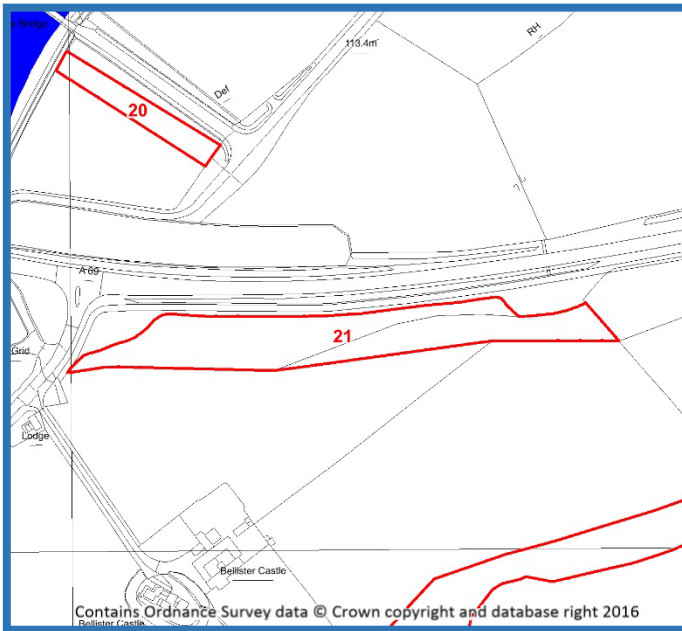 e Bridge
RH
113.4m
Def
20
A 69
21
Grid
Lodge
Bellister Castle
Contains Ordnance Survey data © Crown copyright and database right 2016
Bellister Castle